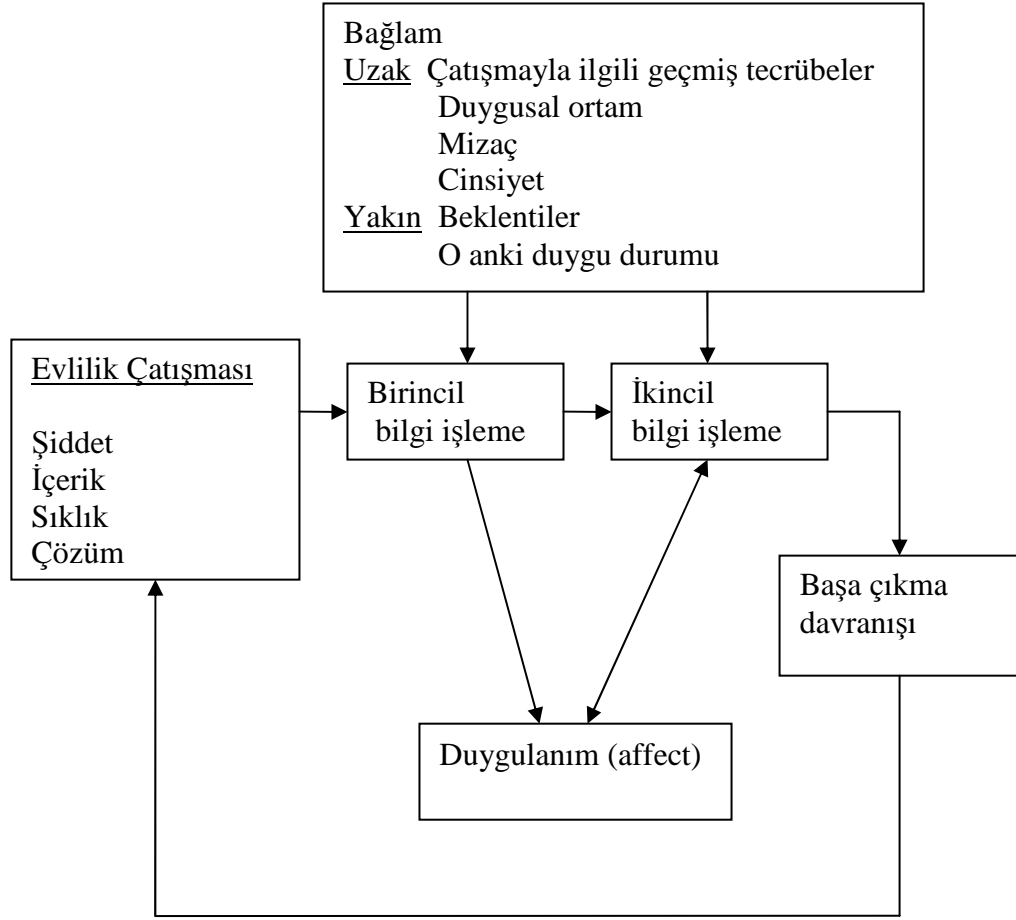 Bağlam
Uzak Çatışmayla ilgili geçmiş tecrübeler
Duygusal ortam
Mizaç
Cinsiyet
Yakın Beklentiler
O anki duygu durumu
Evlilik Çatışması
Şiddet
İçerik
Sıklık
Çözüm
Birincil
bilgi işleme
İkincil
bilgi işleme
Başa çıkma
davranışı
Duygulanım (affect)